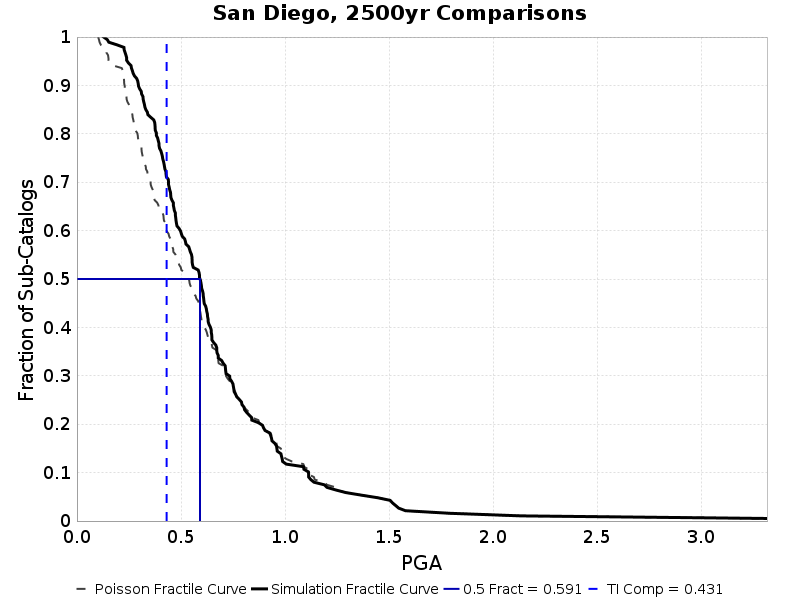 San Diego, 2500yr Comparisons
Fraction of Sub-Catalogs
1
0.9
0.8
0.7
0.6
0.5
0.4
0.3
0.2
0.1
0
0.0 0.5 1.0 1.5 2.0 2.5 3.0
PGA
Poisson Fractile Curve Simulation Fractile Curve 0.5 Fract = 0.591 TI Comp = 0.431